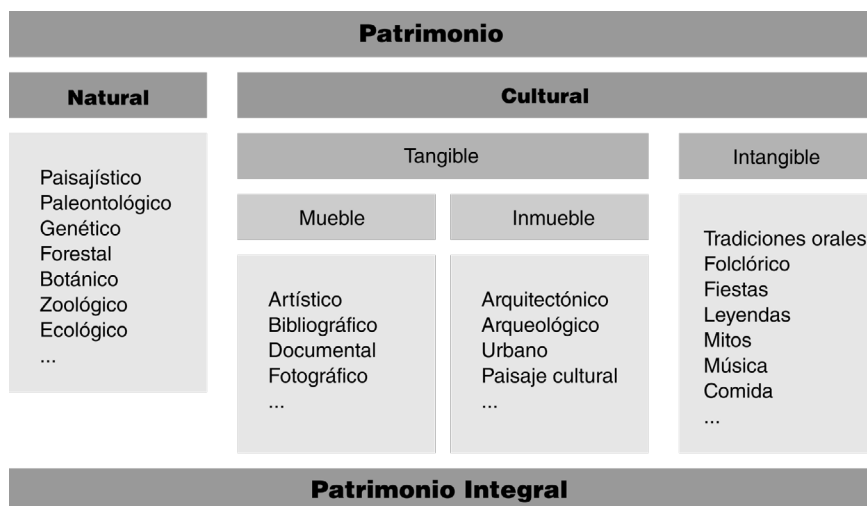 Patrimonio
Natural
Cultural
Tangible
Intangible
Mueble
Inmueble
Paisajístico
Paleontológico
Genético
Forestal
Botánico
Zoológico
Ecológico
...
Artístico
Bibliográfico
Documental
Fotográfico
...
Arquitectónico
Arqueológico
Urbano
Paisaje cultural
...
Tradiciones orales
Folclórico
Fiestas
Leyendas
Mitos
Música
Comida
...
Patrimonio Integral